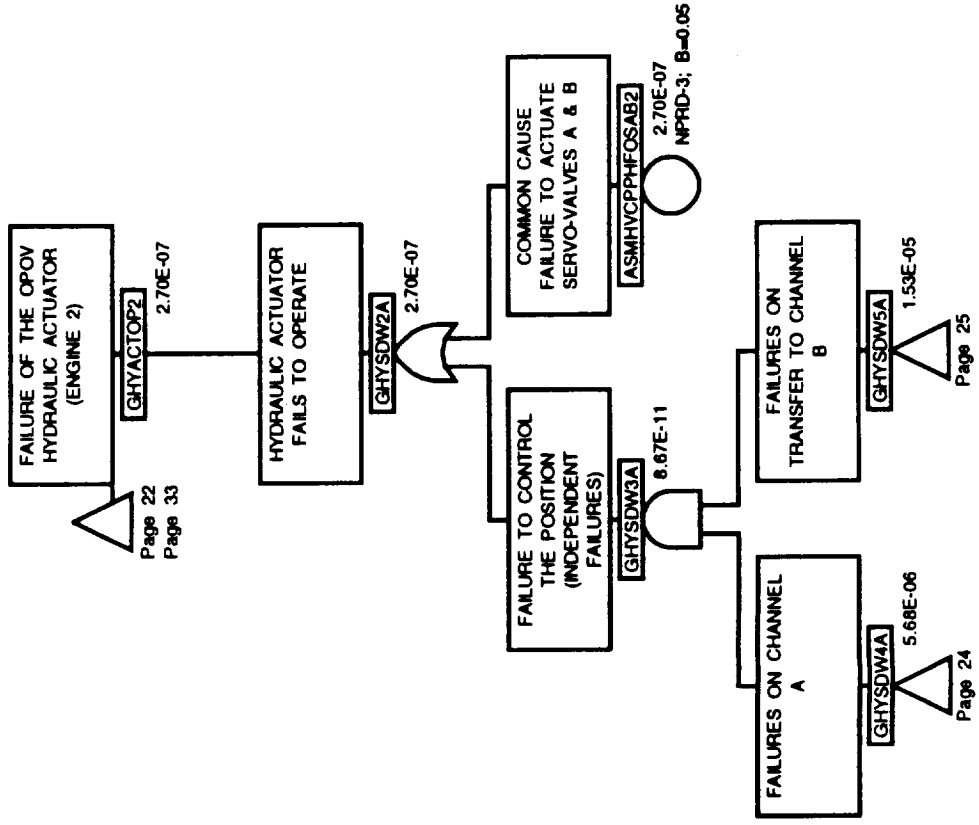 FAILURE OF THE OPOV
HYDRAULIC ACTUATOR
(ENGINE 2)
GHYACTOP2
2.70E-07
Page 22
Page 33
HYDRAULIC ACTUATOR
FAILS TO OPERATE
GHYSDW2A
2.70E-07
FAILURE TO CONTROL
THE POSITION
(INDEPENDENT
FAILURES)
GHYSDW3A
8.67E-11
COMMON CAUSE
FAILURE TO ACTUATE
SERVO-VALVES A & B
ASMHVCPPHFOSAB2
2.70E-07
NPRD-3; B=0.05
FAILURES ON CHANNEL
A
GHYSDW4A
5.68E-06
Page 24
FAILURES ON
TRANSFER TO CHANNEL
B
GHYSDW5A
1.53E-05
Page 25